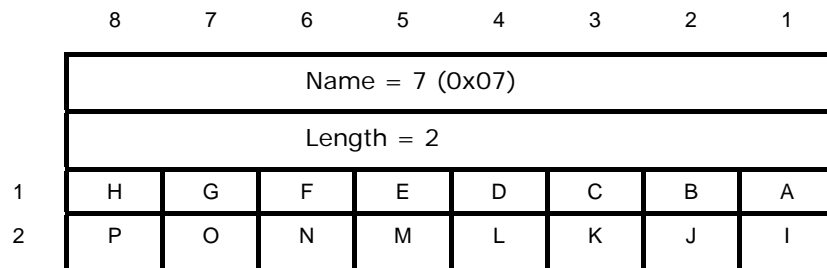 8 7 6 5 4 3 2 1
Name = 7 (0x07)
Length = 2
1 H G F E D C B A
2 P O N M L K J I